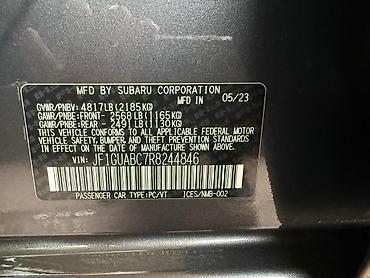 MFD BY SUBARU CORPORATION 05/23
GVWR/PNBV: 4817LB(2185KG)
GAWR/PNBE:FRONT- 2568LB(1165KG)
GAWR/PNBE:REAR - 2491LB(1130KG)
THIS VEHICLE CONFORMS TO ALL
APPLICABLE U.S. FEDERAL MOTOR
VEHICLE SAFETY, BUMPER, AND THEFT
PREVENTION STANDARDS IN EFFECT ON
THE DATE OF MANUFACTURE SHOWN ABOVE.
VIN: JF1GUABC7R8244846
PASSENGER CAR TYPE:PC/VT ICES/NMB-002